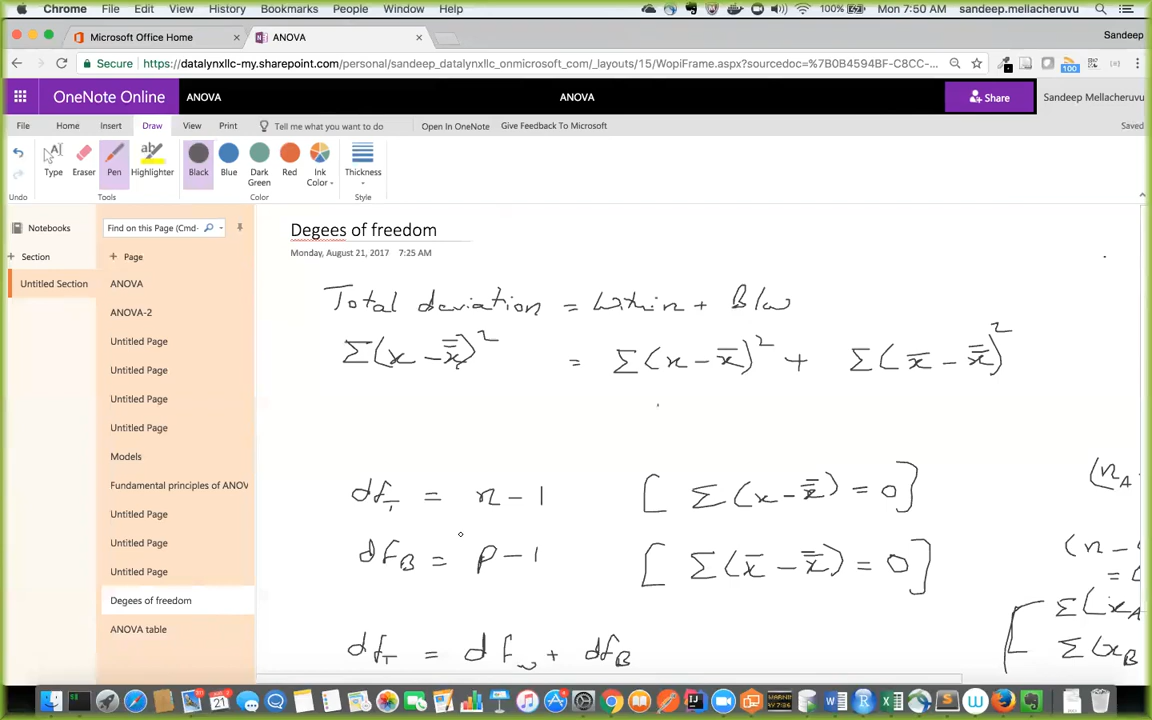 Chrome File Edit View History Bookmarks People Window Help 100% Mon 7:50 AM sandeep.mellacheruvu
Microsoft Office Home × ANOVA × Sandeep
Secure https://datalynxllc-my.sharepoint.com/personal/sandeep_datalynxllc_onmicrosoft_com/_layouts/15/WopiFrame.aspx?sourcedoc=%7B0B4594BF-C8CC-... 100
OneNote Online ANOVA ANOVA Share Sandeep Mellacheruvu
File Home Insert Draw View Print Tell me what you want to do Open In OneNote Give Feedback To Microsoft Saved
Type Eraser Pen Highlighter Black Blue Dark Green Red Ink Color Thickness
Undo Tools Color Style
Notebooks Find on this Page (Cmd-
Section Page
Untitled Section ANOVA
ANOVA-2
Untitled Page
Untitled Page
Untitled Page
Untitled Page
Models
Fundamental principles of ANOV
Untitled Page
Untitled Page
Untitled Page
Degees of freedom
ANOVA table
Degees of freedom
Monday, August 21, 2017 7:25 AM
Total deviation = Within + B/w
Σ(x - x̿)² = Σ(x - x̄)² + Σ(x̄ - x̿)²
df_T = n - 1 [Σ(x - x̿) = 0] (n_A
df_B = p - 1 [Σ(x̄ - x̿) = 0] (n -
Σ(x_A
df_T = df_w + df_B Σ(x_B